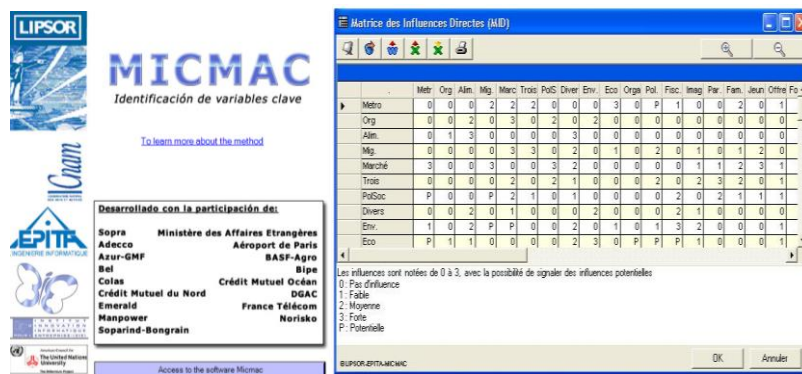 LIPSOR
MICMAC
Identificación de variables clave
To learn more about the method
Cnam
EPITA
INGENIERIE INFORMATIQUE
The United Nations
University
Desarrollado con la participación de:
Sopra Ministère des Affaires Etrangères
Adecco Aéroport de Paris
Azur-GMF BASF-Agro
Bel Bipe
Colas Crédit Mutuel Océan
Crédit Mutuel du Nord DGAC
Emerald France Télécom
Manpower Norisko
Soparind-Bongrain
Access to the software Micmac
Matrice des Influences Directes (MID)
. Metr Org Alim. Mig. Marc Trois PolS Diver Env. Eco Orga Pol. Fisc. Imag Par. Fam. Jeun Offre Fo
Metro 0 0 0 2 2 2 0 0 0 3 0 P 1 0 0 2 0 1
Org 0 0 2 0 3 0 2 0 2 0 0 0 0 0 0 0 0 0
Alim. 0 1 3 0 0 0 0 3 0 0 0 0 0 0 0 0 0 0
Mig. 0 0 0 0 3 3 0 2 0 1 0 2 0 1 0 1 2 0
Marché 3 0 0 3 0 0 3 2 0 0 0 0 0 1 1 2 3 1
Trois 0 0 0 0 2 0 2 1 0 0 0 2 0 2 3 2 0 1
PolSoc P 0 0 P 2 1 0 1 0 0 0 0 2 0 2 1 1 1
Divers 0 0 2 0 1 0 0 0 2 0 0 0 2 1 0 0 0 0
Env. 1 0 2 P P 0 0 2 0 1 0 1 3 2 0 0 0 1
Eco P 1 1 0 0 0 0 2 3 0 P P P 1 0 0 0 1
Les influences sont notées de 0 à 3, avec la possibilité de signaler des influences potentielles
0 : Pas d'influence
1 : Faible
2 : Moyenne
3 : Forte
P : Potentielle
©LIPSOR-EPITA-MICMAC
OK Annuler